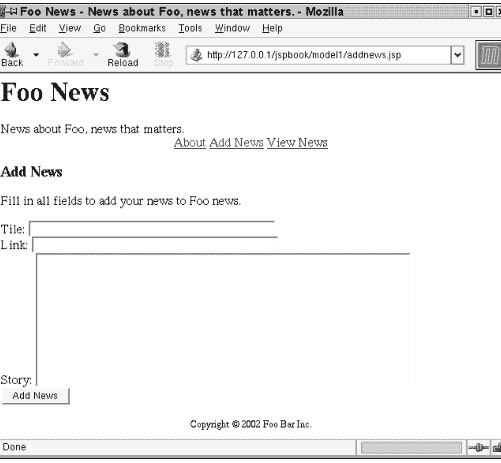 Foo News - News about Foo, news that matters. - Mozilla
File Edit View Go Bookmarks Tools Window Help
Back Forward Reload Stop http://127.0.0.1/jspbook/model1/addnews.jsp
Foo News
News about Foo, news that matters.
About Add News View News
Add News
Fill in all fields to add your news to Foo news.
Tile:
Link:
Story:
Add News
Copyright © 2002 Foo Bar Inc.
Done